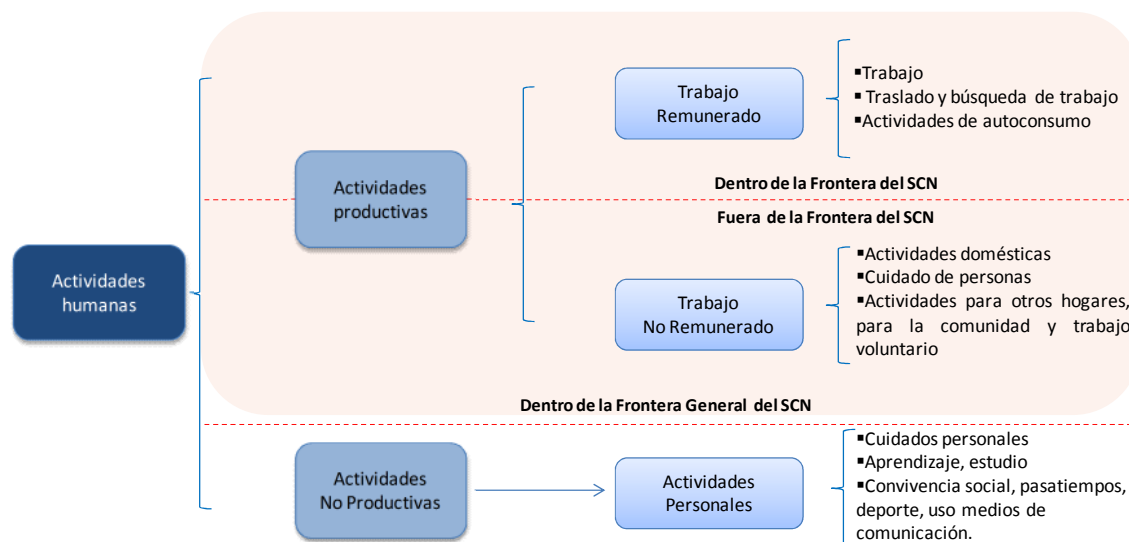 Actividades
humanas
Actividades
productivas
Trabajo
Remunerado
▪Trabajo
▪ Traslado y búsqueda de trabajo
▪Actividades de autoconsumo
Dentro de la Frontera del SCN
Fuera de la Frontera del SCN
Trabajo
No Remunerado
▪Actividades domésticas
▪Cuidado de personas
▪Actividades para otros hogares,
para la comunidad y trabajo
voluntario
Dentro de la Frontera General del SCN
Actividades
No Productivas
Actividades
Personales
▪Cuidados personales
▪Aprendizaje, estudio
▪Convivencia social, pasatiempos,
deporte, uso medios de
comunicación.